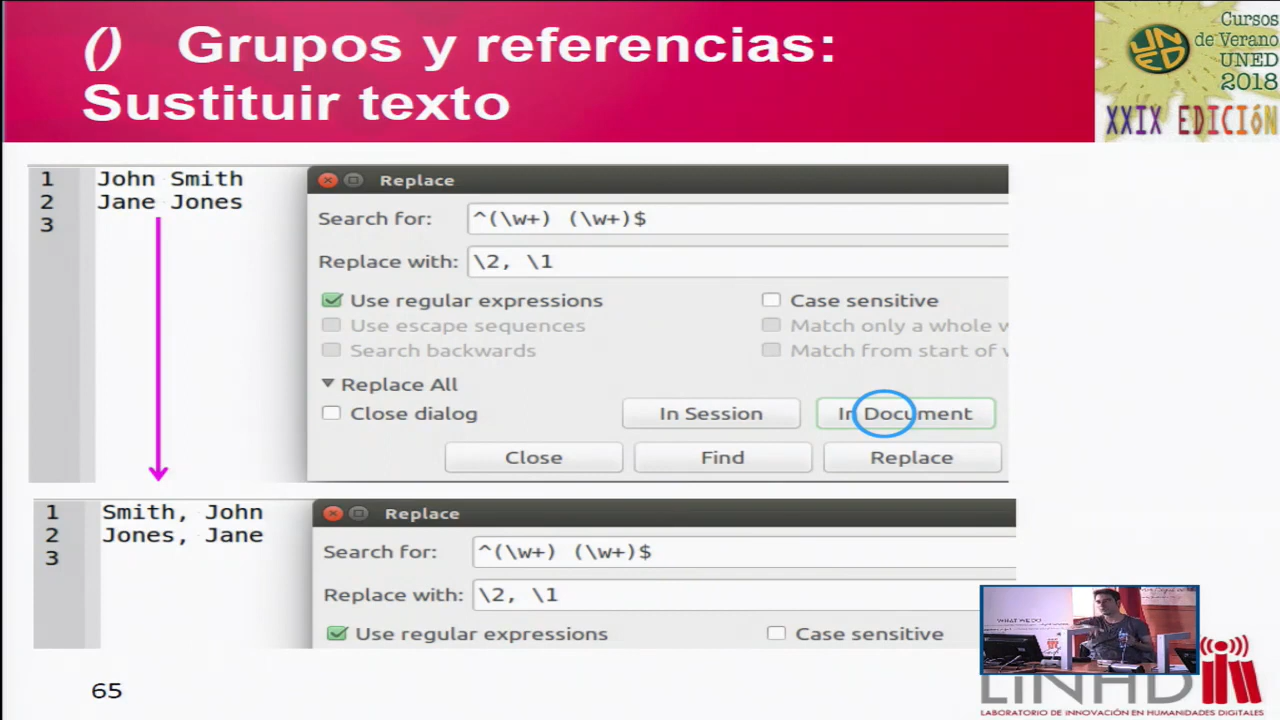 () Grupos y referencias:
Sustituir texto
Cursos
de Verano
UNED
2018
UNED
XXIX EDICIÓN
1 John Smith
2 Jane Jones
3
Replace
Search for: ^(\w+) (\w+)$
Replace with: \2, \1
Use regular expressions
Case sensitive
Use escape sequences
Match only a whole w
Search backwards
Match from start of w
Replace All
Close dialog
In Session
In Document
Close
Find
Replace
1 Smith, John
2 Jones, Jane
3
Replace
Search for: ^(\w+) (\w+)$
Replace with: \2, \1
Use regular expressions
Case sensitive
WHAT WE DO
65
LINHD
LABORATORIO DE INNOVACIÓN EN HUMANIDADES DIGITALES